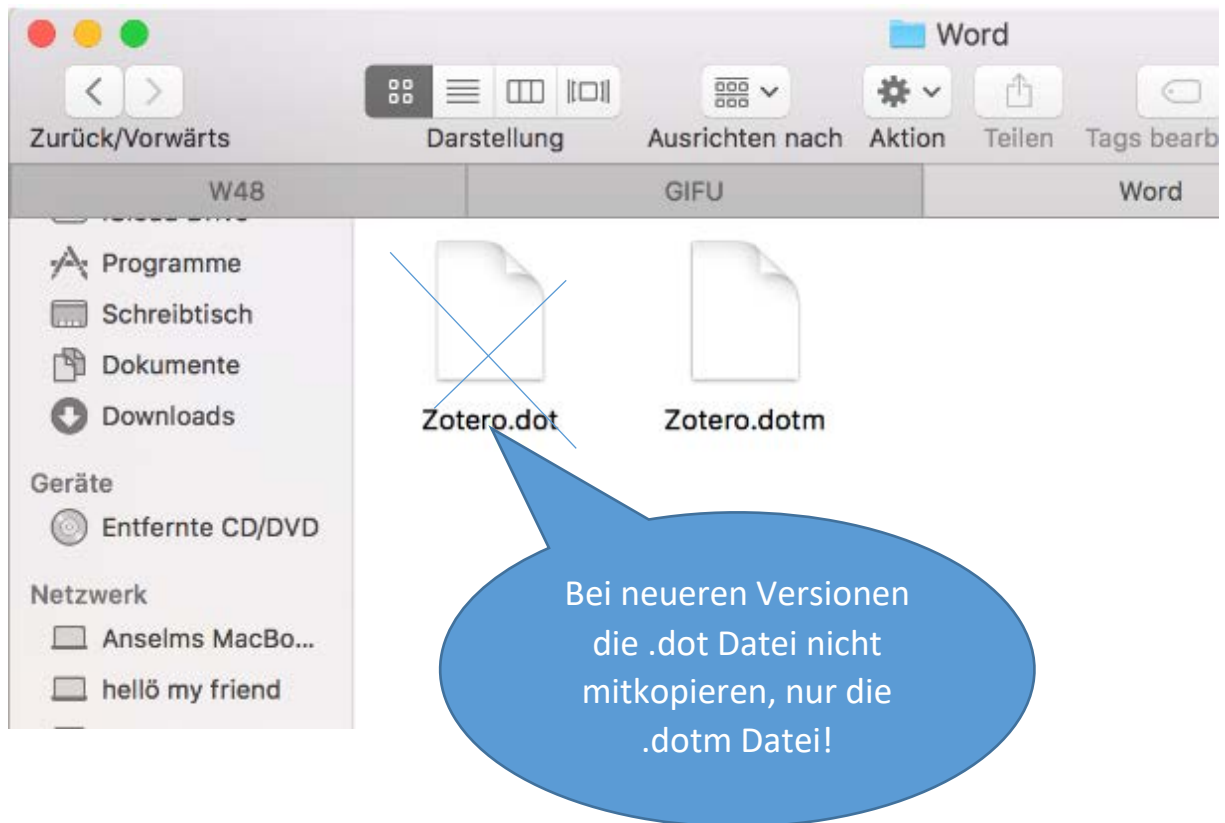 Word
Zurück/Vorwärts
Darstellung
Ausrichten nach
Aktion
Teilen
Tags bearb
W48
GIFU
Word
Programme
Schreibtisch
Dokumente
Downloads
Geräte
Entfernte CD/DVD
Netzwerk
Anselms MacBo...
hellö my friend
Zotero.dot
Zotero.dotm
Bei neueren Versionen
die .dot Datei nicht
mitkopieren, nur die
.dotm Datei!